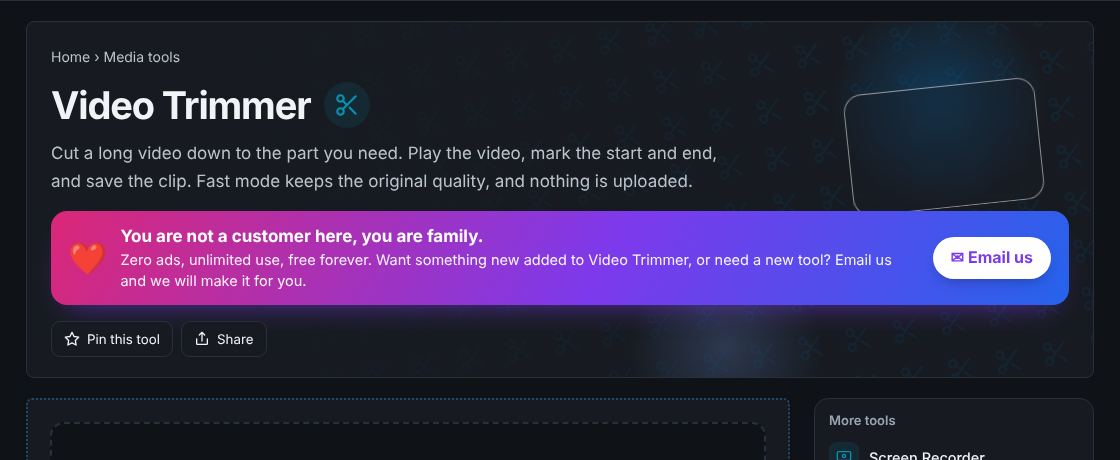 Home › Media tools
Video Trimmer
Cut a long video down to the part you need. Play the video, mark the start and end,
and save the clip. Fast mode keeps the original quality, and nothing is uploaded.
You are not a customer here, you are family.
Zero ads, unlimited use, free forever. Want something new added to Video Trimmer, or need a new tool? Email us
and we will make it for you.
✉ Email us
Pin this tool
Share
More tools
Screen Recorder